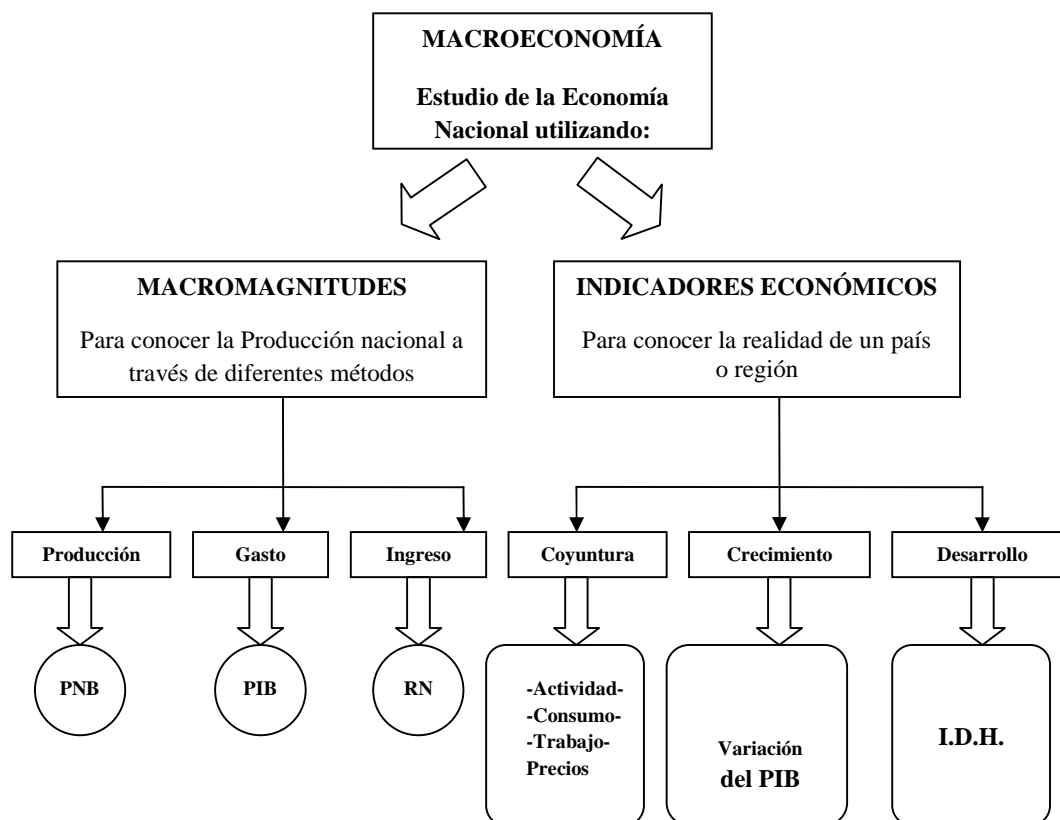 MACROECONOMÍA
Estudio de la Economía
Nacional utilizando:
MACROMAGNITUDES
Para conocer la Producción nacional a
través de diferentes métodos
INDICADORES ECONÓMICOS
Para conocer la realidad de un país
o región
Producción
Gasto
Ingreso
Coyuntura
Crecimiento
Desarrollo
PNB
PIB
RN
-Actividad-
-Consumo-
-Trabajo-
Precios
Variación
del PIB
I.D.H.